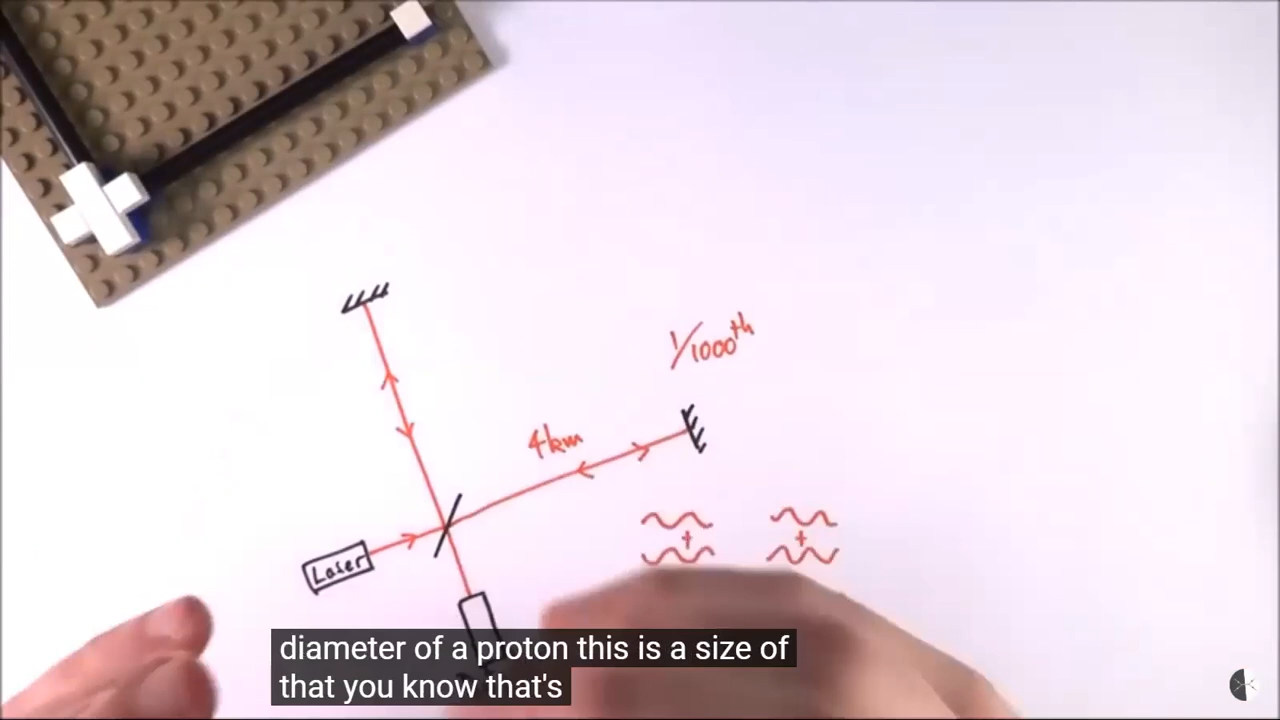 1/1000th
4km
Laser
diameter of a proton this is a size of
that you know that's